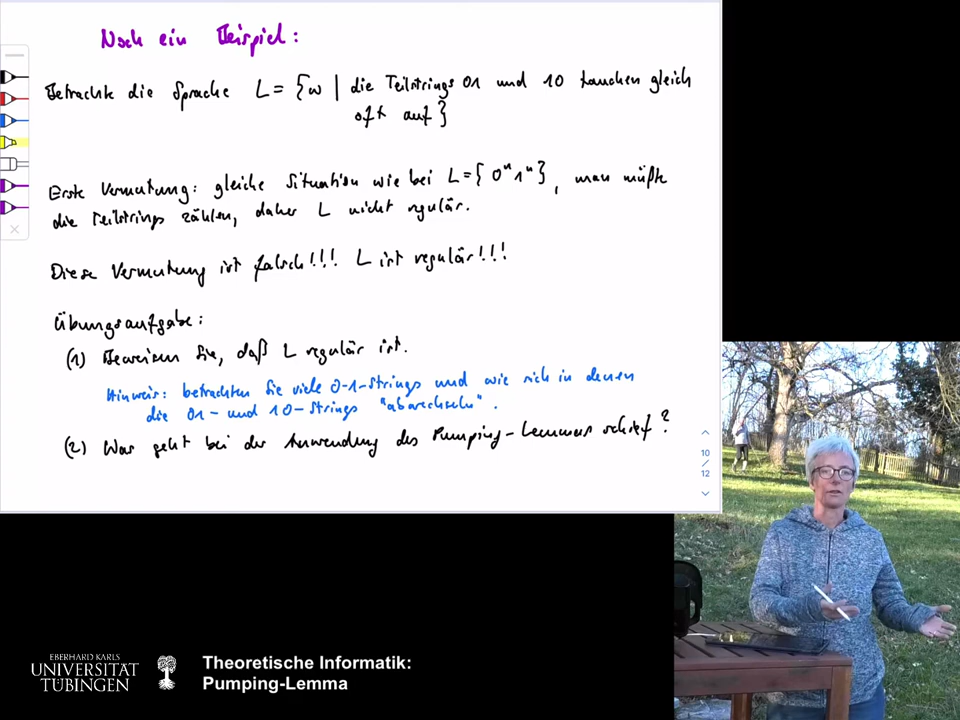 Noch ein Beispiel:
Betrachte die Sprache L = {w | die Teilstrings 01 und 10 tauchen gleich
oft auf}
Erste Vermutung: gleiche Situation wie bei L = {0ⁿ1ⁿ}, man müßte
die Teilstrings zählen, daher L nicht regulär.
Diese Vermutung ist falsch!!! L ist regulär!!!
Übungsaufgabe:
(1) Beweisen Sie, daß L regulär ist.
Hinweis: betrachten Sie viele 0-1-Strings und wie sich in denen
die 01- und 10-Strings "abwechseln".
(2) Was geht bei der Anwendung des Pumping-Lemmas schief?
10
/
12
EBERHARD KARLS
UNIVERSITÄT
TÜBINGEN
Theoretische Informatik:
Pumping-Lemma